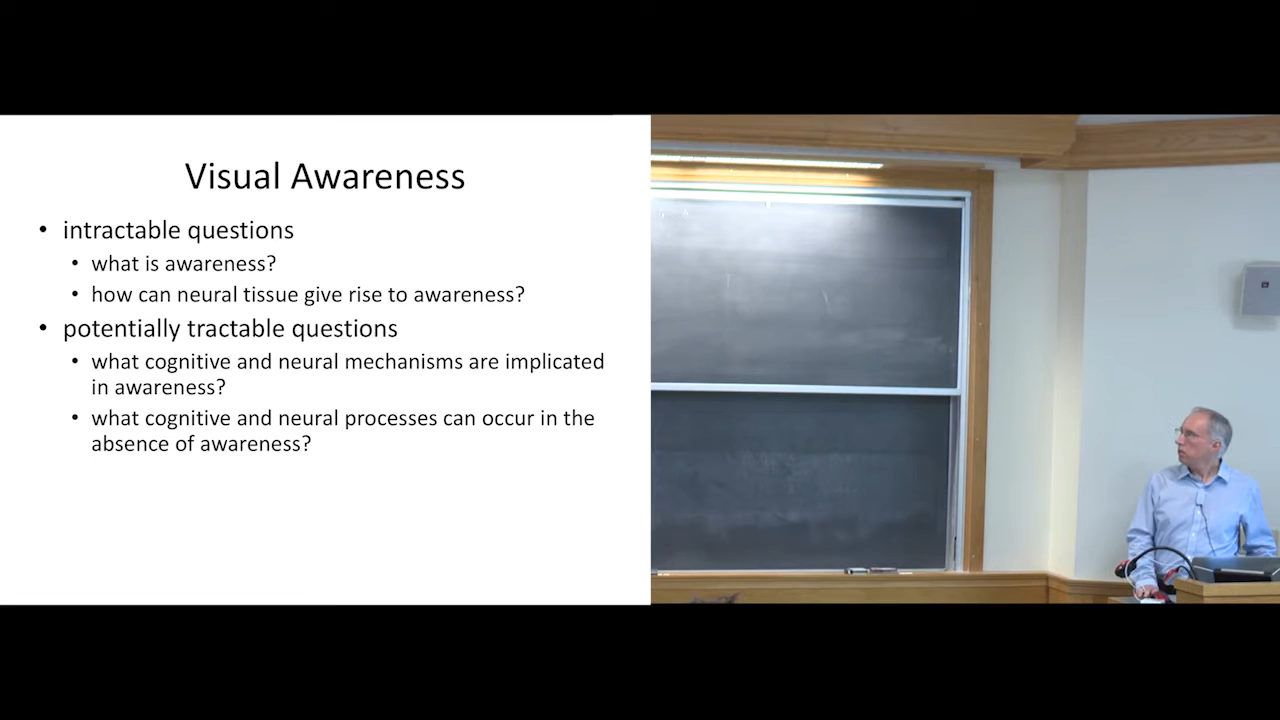 Visual Awareness
• intractable questions
• what is awareness?
• how can neural tissue give rise to awareness?
• potentially tractable questions
• what cognitive and neural mechanisms are implicated
in awareness?
• what cognitive and neural processes can occur in the
absence of awareness?